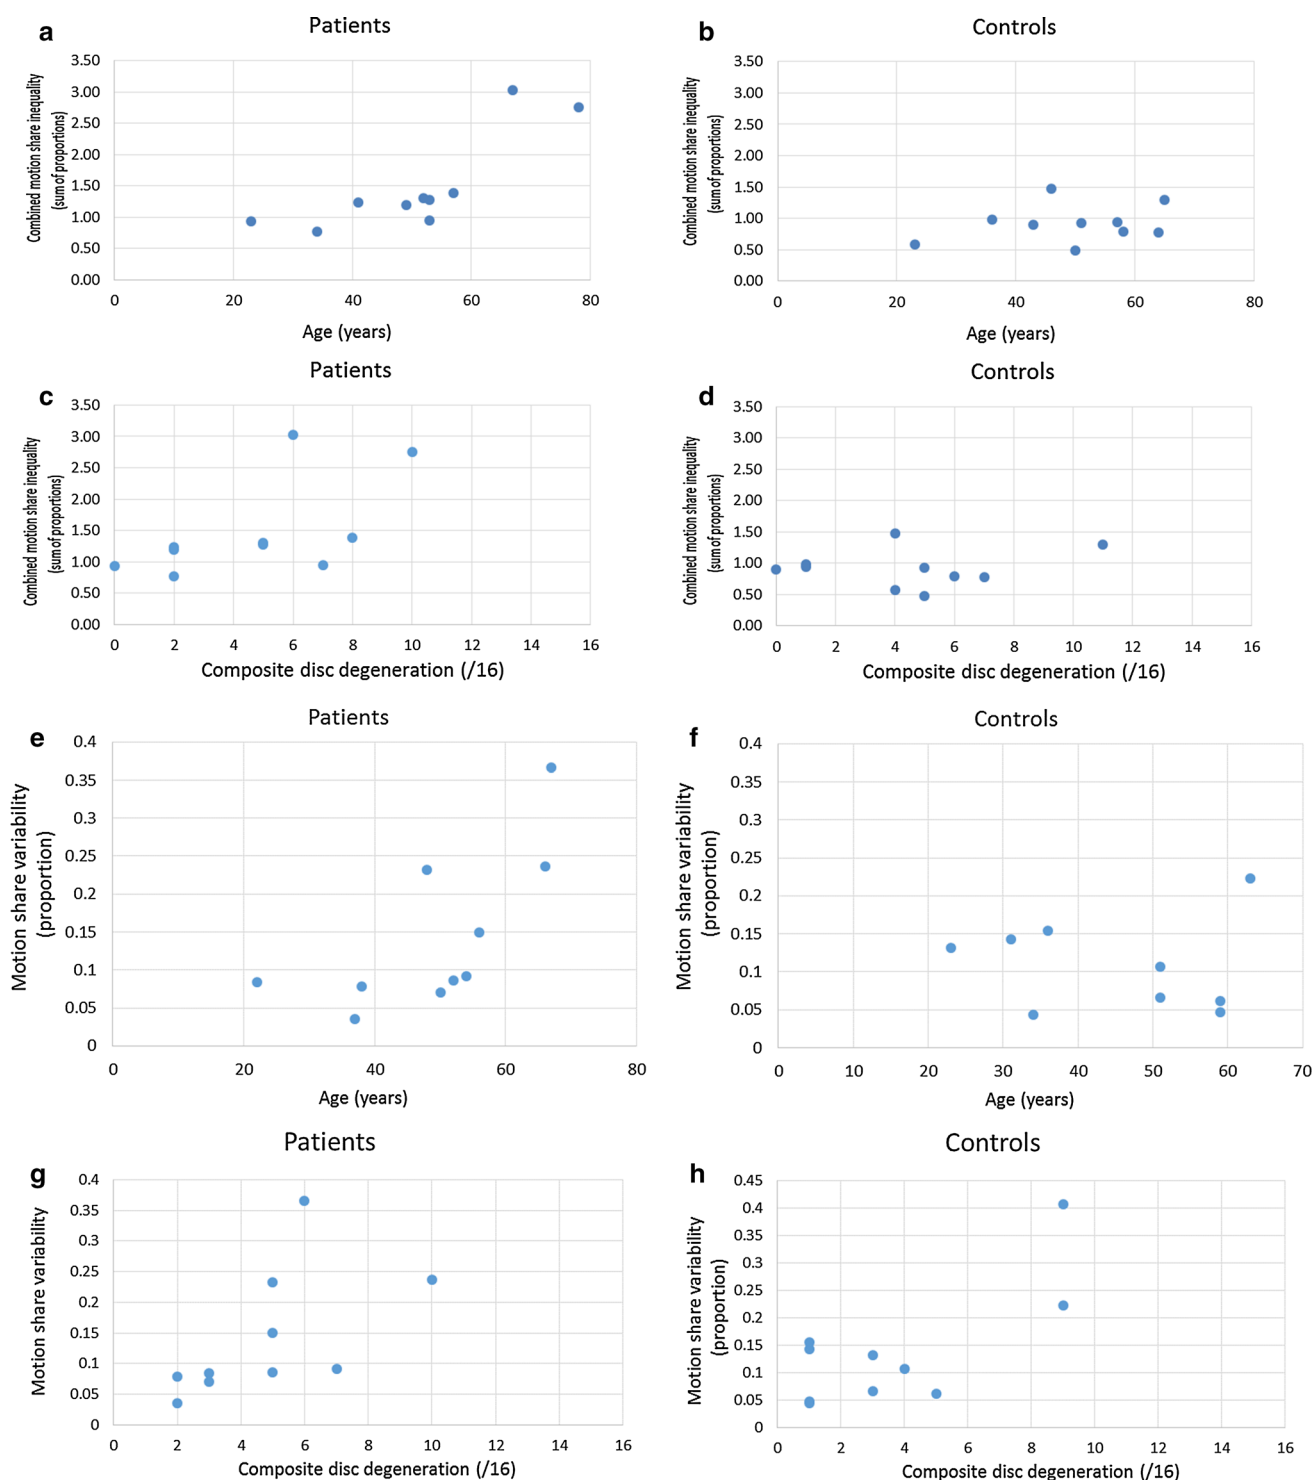 a
Patients
Combined motion share inequality
(sum of proportions)
3.50
3.00
2.50
2.00
1.50
1.00
0.50
0.00
0 20 40 60 80
Age (years)
b
Controls
Combined motion share inequality
(sum of proportions)
3.50
3.00
2.50
2.00
1.50
1.00
0.50
0.00
0 20 40 60 80
Age (years)
c
Patients
Combined motion share inequality
(sum of proportions)
3.50
3.00
2.50
2.00
1.50
1.00
0.50
0.00
0 2 4 6 8 10 12 14 16
Composite disc degeneration (/16)
d
Controls
Combined motion share inequality
(sum of proportions)
3.50
3.00
2.50
2.00
1.50
1.00
0.50
0.00
0 2 4 6 8 10 12 14 16
Composite disc degeneration (/16)
e
Patients
Motion share variability
(proportion)
0.4
0.35
0.3
0.25
0.2
0.15
0.1
0.05
0
0 20 40 60 80
Age (years)
f
Controls
Motion share variability
(proportion)
0.4
0.35
0.3
0.25
0.2
0.15
0.1
0.05
0
0 10 20 30 40 50 60 70
Age (years)
g
Patients
Motion share variability
0.4
0.35
0.3
0.25
0.2
0.15
0.1
0.05
0
0 2 4 6 8 10 12 14 16
Composite disc degeneration (/16)
h
Controls
Motion share variability
(proportion)
0.45
0.4
0.35
0.3
0.25
0.2
0.15
0.1
0.05
0
0 2 4 6 8 10 12 14 16
Composite disc degeneration (/16)